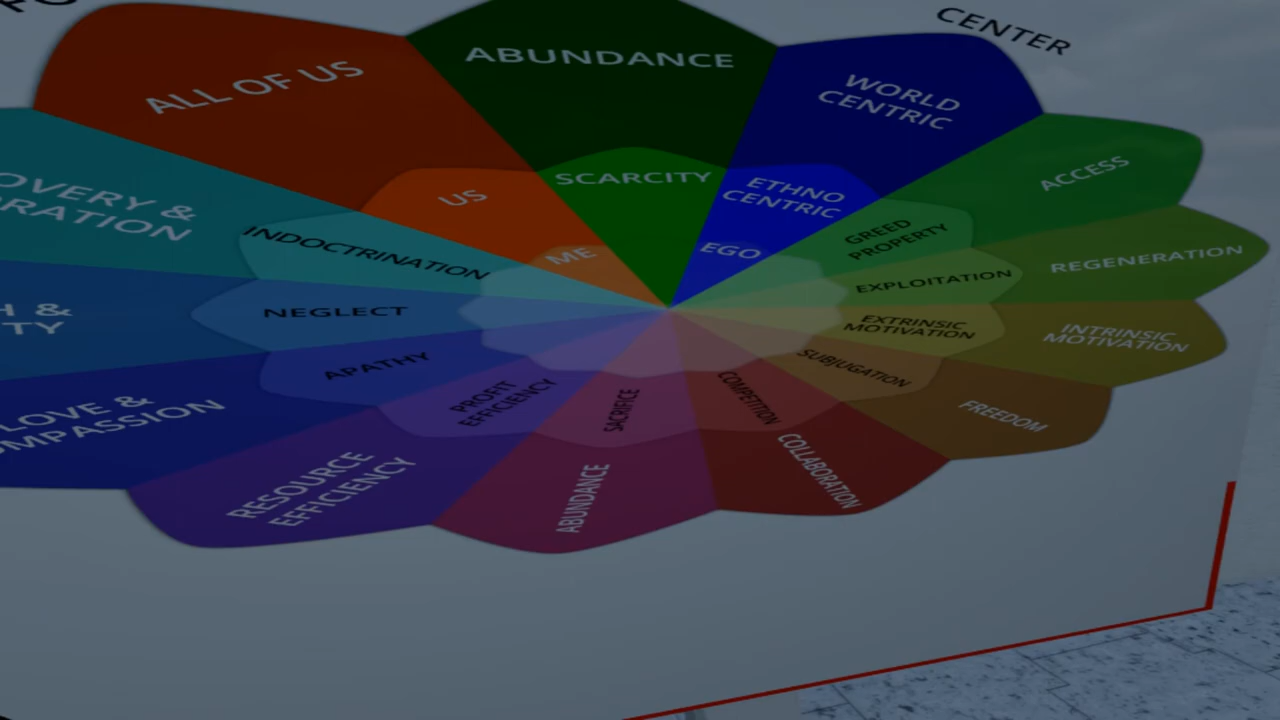 CENTER
ALL OF US
ABUNDANCE
WORLD
CENTRIC
ACCESS
REGENERATION
INTRINSIC
MOTIVATION
FREEDOM
COLLABORATION
ABUNDANCE
RESOURCE
EFFICIENCY
LOVE &
US
SCARCITY
ETHNO
CENTRIC
GREED
PROPERTY
EXPLOITATION
EXTRINSIC
MOTIVATION
SUBJUGATION
COMPETITION
SACRIFICE
PROFIT
EFFICIENCY
APATHY
NEGLECT
INDOCTRINATION
ME
EGO